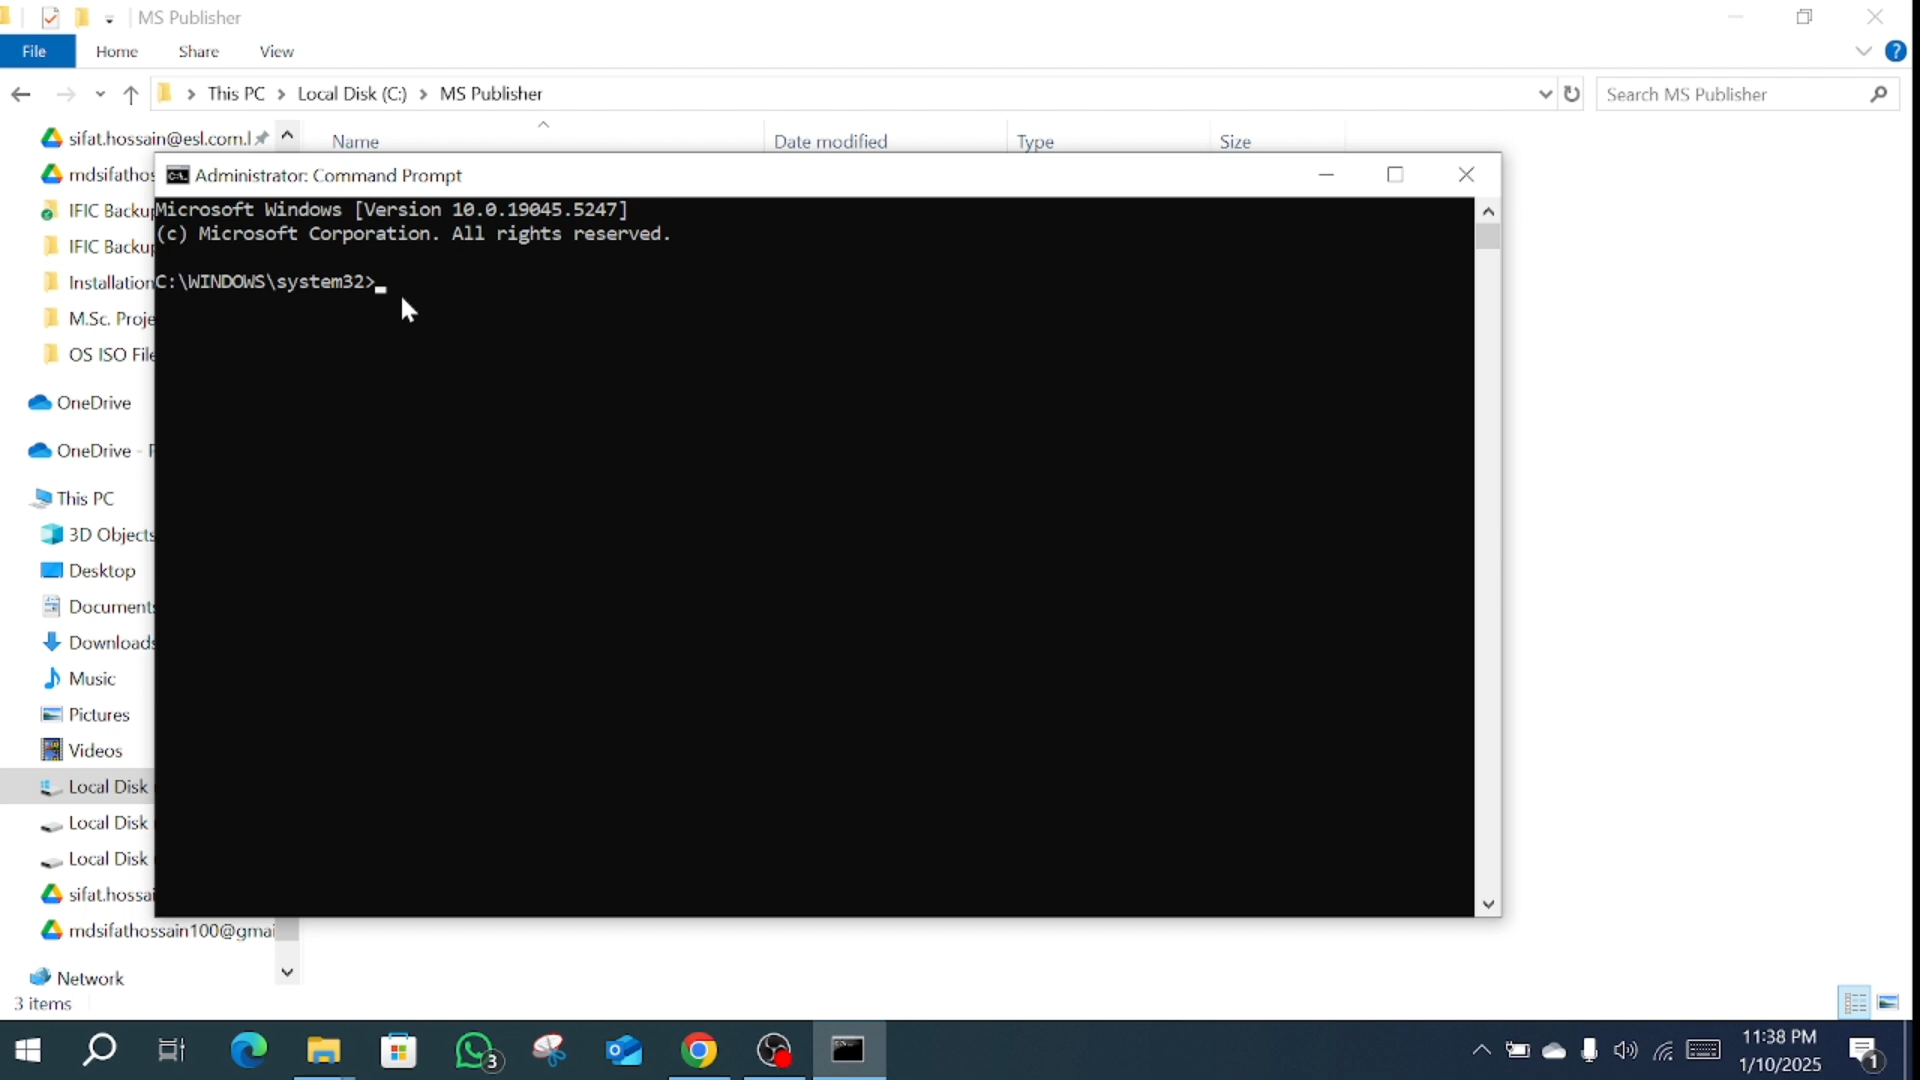 MS Publisher
File
Home
Share
View
This PC
Local Disk (C:)
MS Publisher
Search MS Publisher
Name
Date modified
Type
Size
sifat.hossain@esl.com.l
mdsifathos
IFIC Backup
IFIC Backup
Installation
M.Sc. Proje
OS ISO File
OneDrive
OneDrive -
This PC
3D Objects
Desktop
Documents
Downloads
Music
Pictures
Videos
Local Disk
Local Disk
Local Disk
sifat.hossai
mdsifathossain100@gmai
Network
3 items
Administrator: Command Prompt
Microsoft Windows [Version 10.0.19045.5247]
(c) Microsoft Corporation. All rights reserved.
C:\WINDOWS\system32>
3
11:38 PM
1/10/2025
1